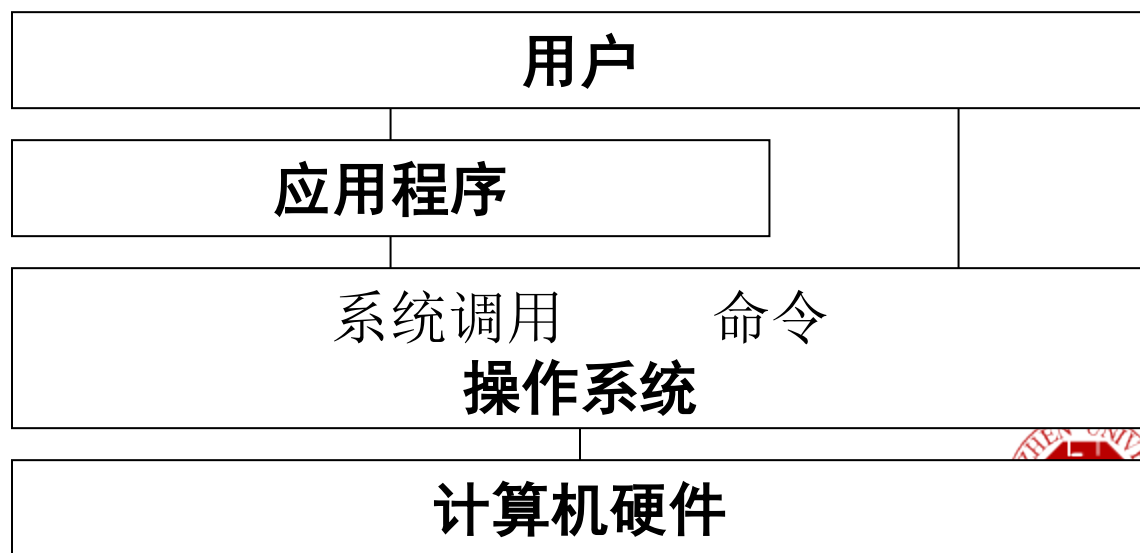 用户
应用程序
系统调用 命令
操作系统
计算机硬件